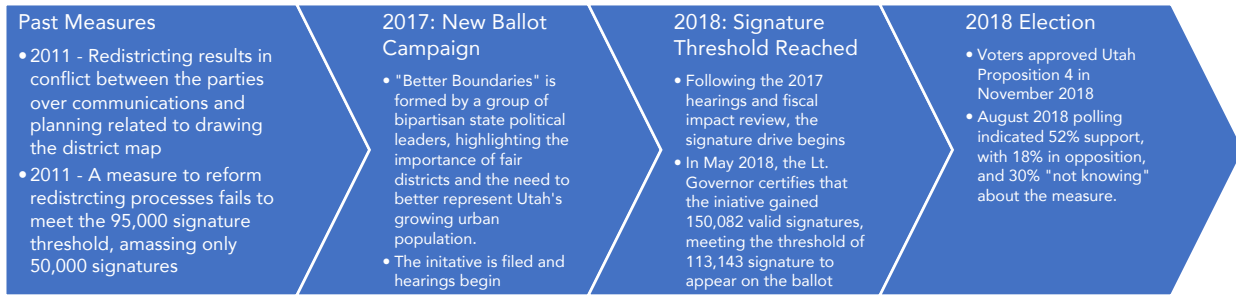 Past Measures
• 2011 - Redistricting results in
conflict between the parties
over communications and
planning related to drawing
the district map
• 2011 - A measure to reform
redistrcting processes fails to
meet the 95,000 signature
threshold, amassing only
50,000 signatures
2017: New Ballot
Campaign
• "Better Boundaries" is
formed by a group of
bipartisan state political
leaders, highlighting the
importance of fair
districts and the need to
better represent Utah's
growing urban
population.
• The initative is filed and
hearings begin
2018: Signature
Threshold Reached
• Following the 2017
hearings and fiscal
impact review, the
signature drive begins
• In May 2018, the Lt.
Governor certifies that
the iniative gained
150,082 valid signatures,
meeting the threshold of
113,143 signature to
appear on the ballot
2018 Election
• Voters approved Utah
Proposition 4 in
November 2018
• August 2018 polling
indicated 52% support,
with 18% in opposition,
and 30% "not knowing"
about the measure.